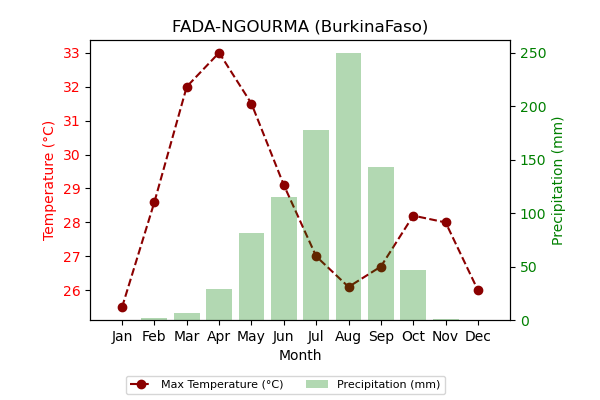 FADA-NGOURMA (BurkinaFaso)
33
32
31
30
29
28
27
26
Temperature (°C)
250
200
150
100
50
0
Precipitation (mm)
Jan Feb Mar Apr May Jun Jul Aug Sep Oct Nov Dec
Month
Max Temperature (°C) Precipitation (mm)